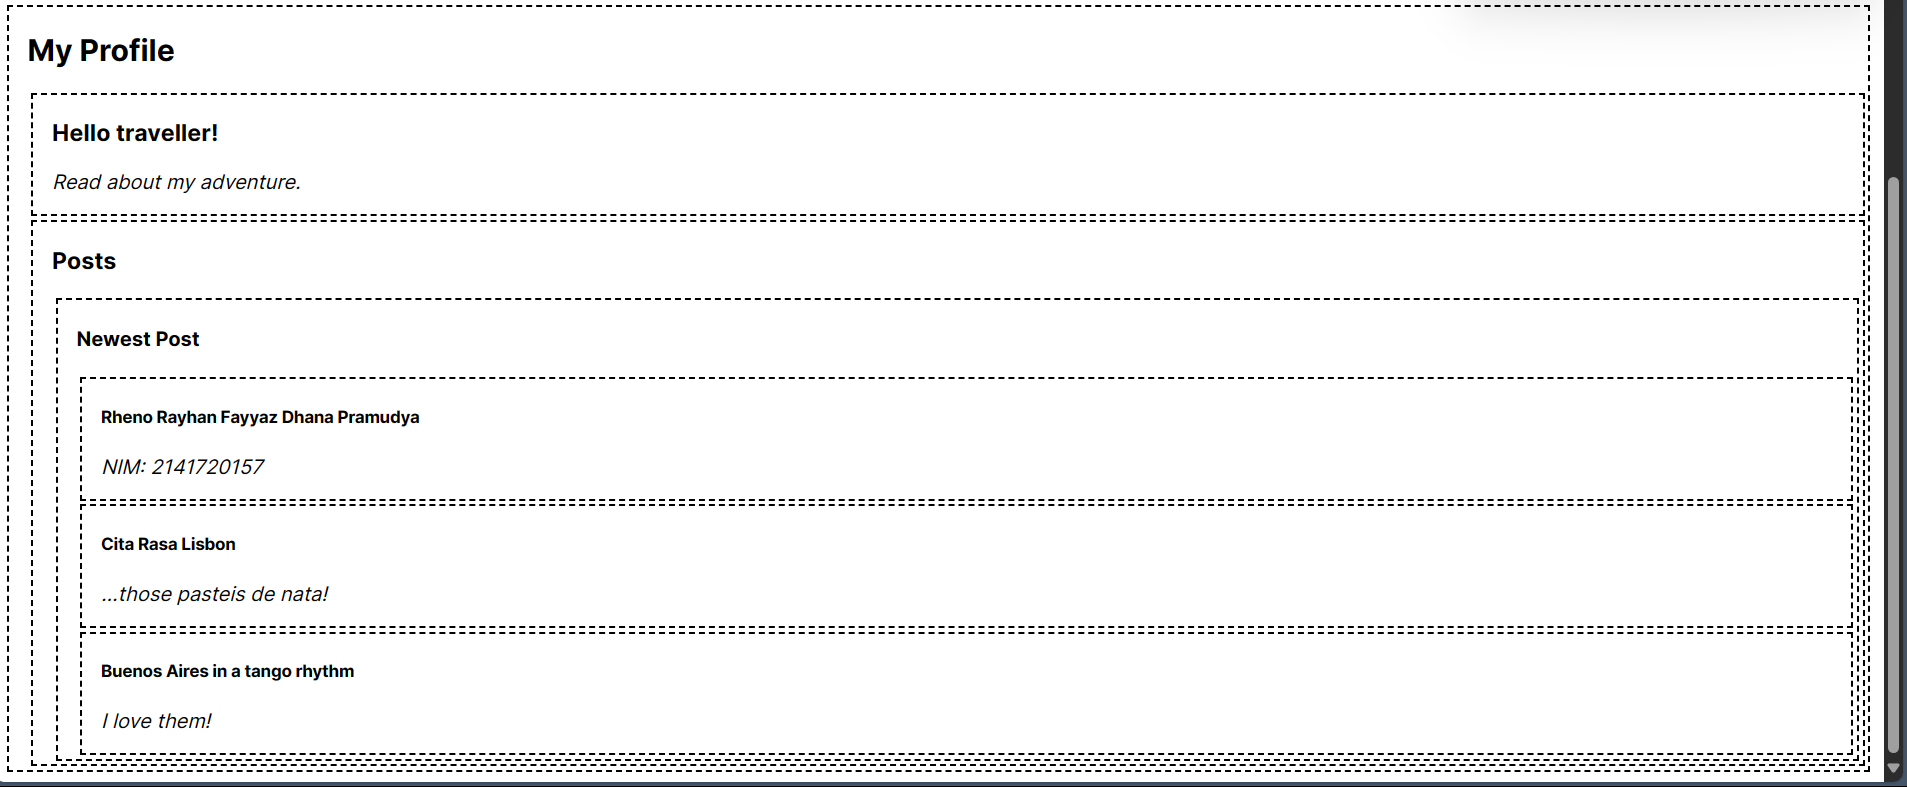 My Profile
Hello traveller!
Read about my adventure.
Posts
Newest Post
Rheno Rayhan Fayyaz Dhana Pramudya
NIM: 2141720157
Cita Rasa Lisbon
...those pasteis de nata!
Buenos Aires in a tango rhythm
I love them!